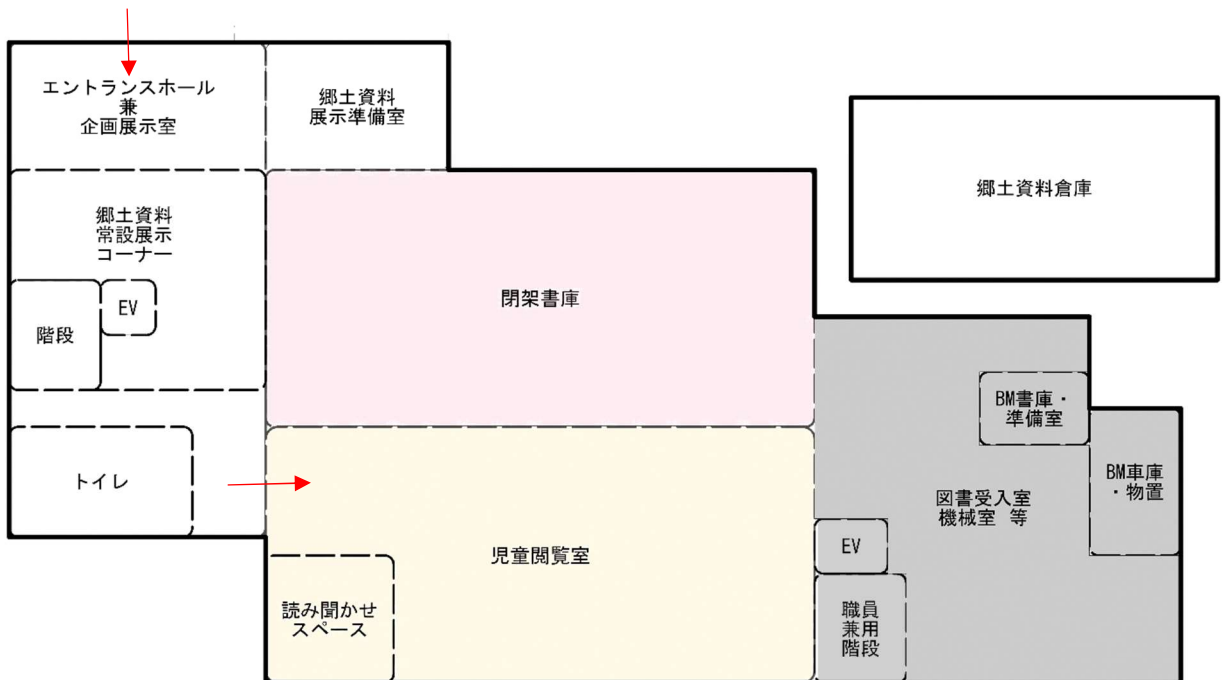 エントランスホール
兼
企画展示室
郷土資料
展示準備室
郷土資料倉庫
郷土資料
常設展示
コーナー
EV
階段
閉架書庫
BM書庫・
準備室
トイレ
BM車庫
・物置
図書受入室
機械室 等
EV
児童閲覧室
読み聞かせ
スペース
職員
兼用
階段